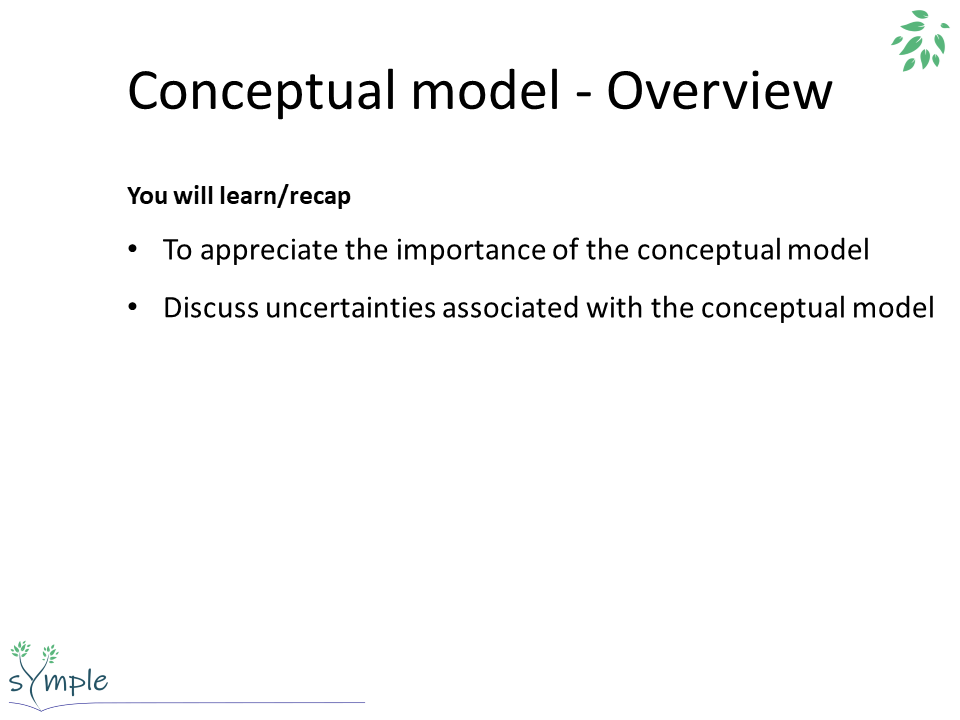 Conceptual model - Overview
You will learn/recap
• To appreciate the importance of the conceptual model
• Discuss uncertainties associated with the conceptual model
sYmple